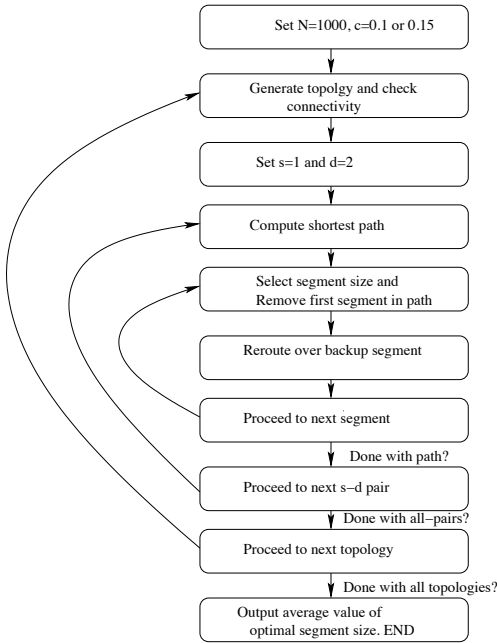 Set N=1000, c=0.1 or 0.15
Generate topolgy and check
connectivity
Set s=1 and d=2
Compute shortest path
Select segment size and
Remove first segment in path
Reroute over backup segment
Proceed to next segment
Done with path?
Proceed to next s−d pair
Done with all−pairs?
Proceed to next topology
Done with all topologies?
Output average value of
optimal segment size. END